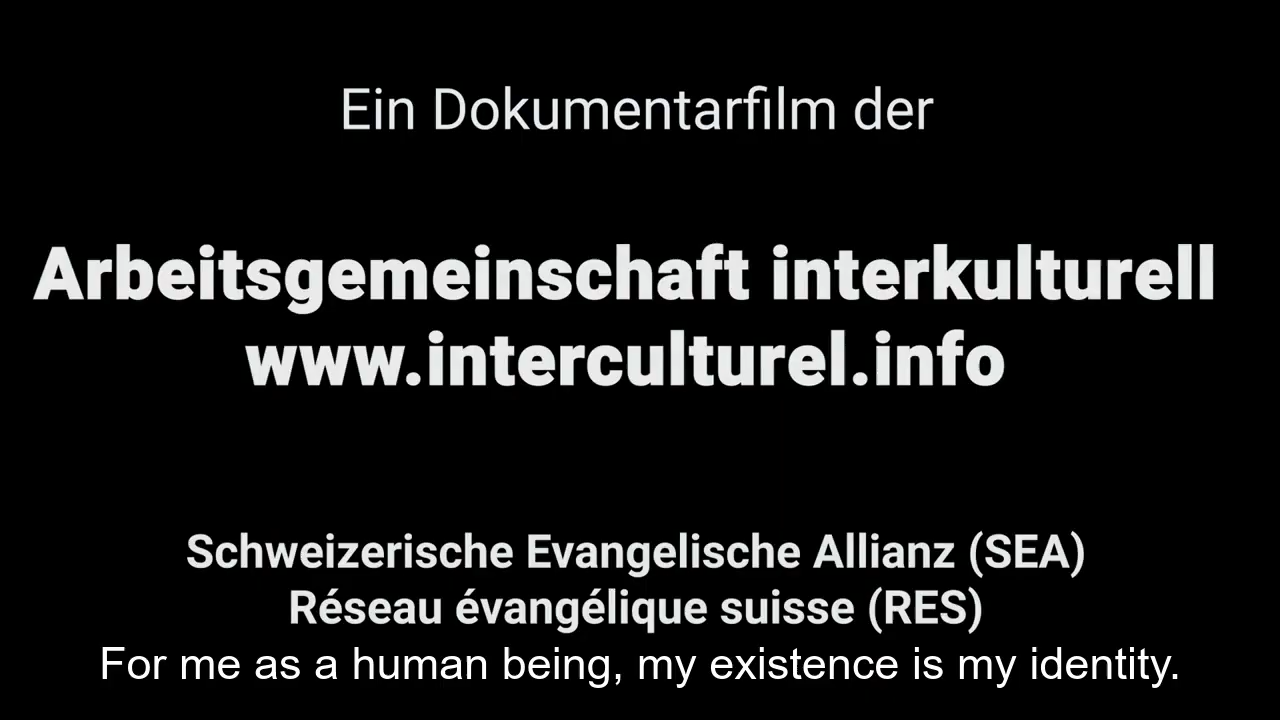 Ein Dokumentarfilm der
Arbeitsgemeinschaft interkulturell
www.interculturel.info
Schweizerische Evangelische Allianz (SEA)
Réseau évangélique suisse (RES)
For me as a human being, my existence is my identity.